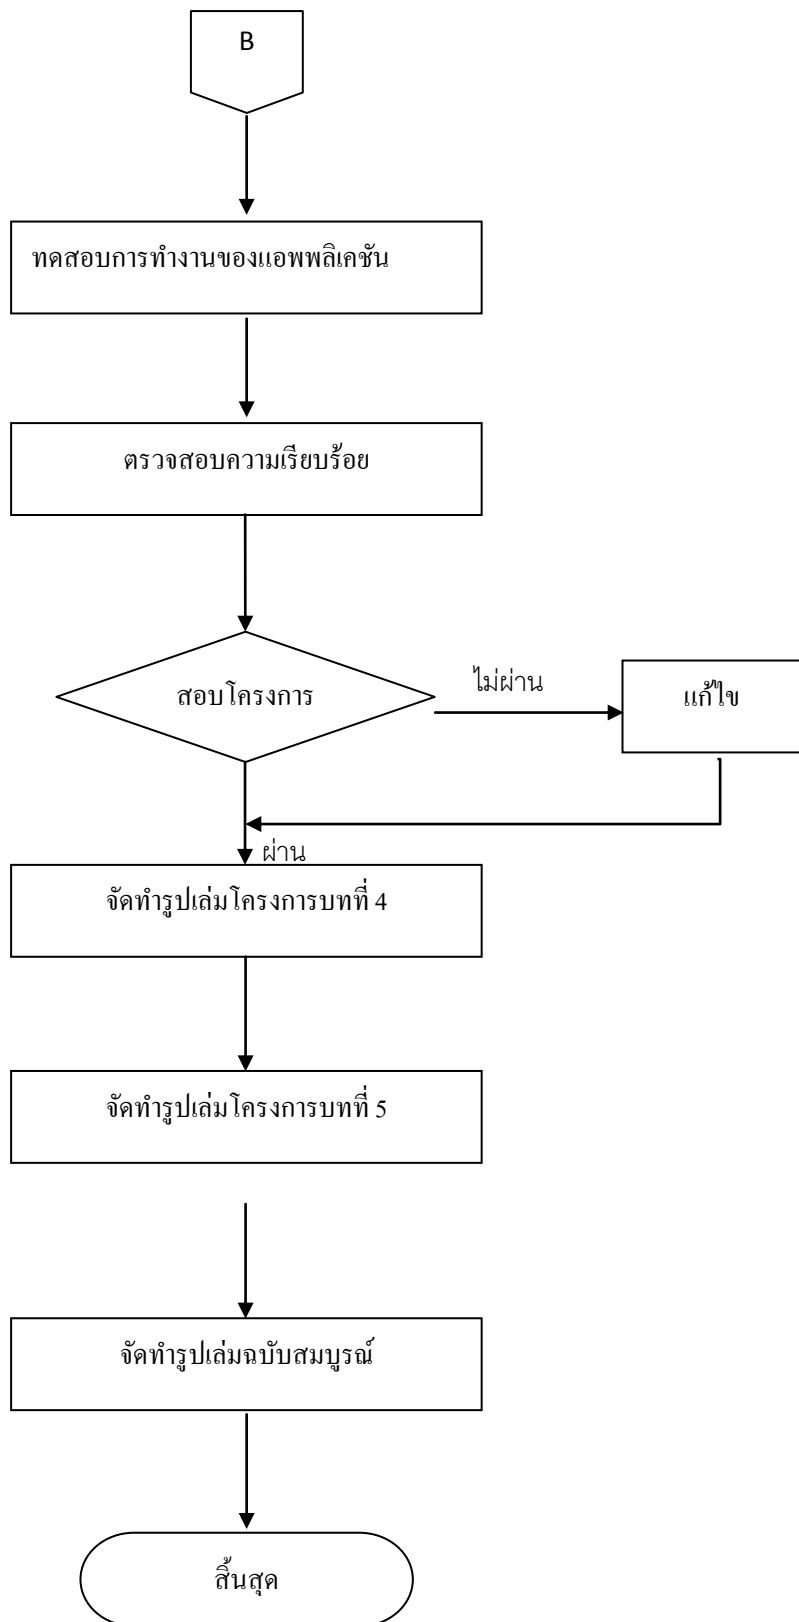 B
ทดสอบการทำงานของแอพพลิเคชัน
ตรวจสอบความเรียบร้อย
สอบโครงการ
ไม่ผ่าน
แก้ไข
ผ่าน
จัดทำรูปเล่มโครงการบทที่ 4
จัดทำรูปเล่มโครงการบทที่ 5
จัดทำรูปเล่มฉบับสมบูรณ์
สิ้นสุด